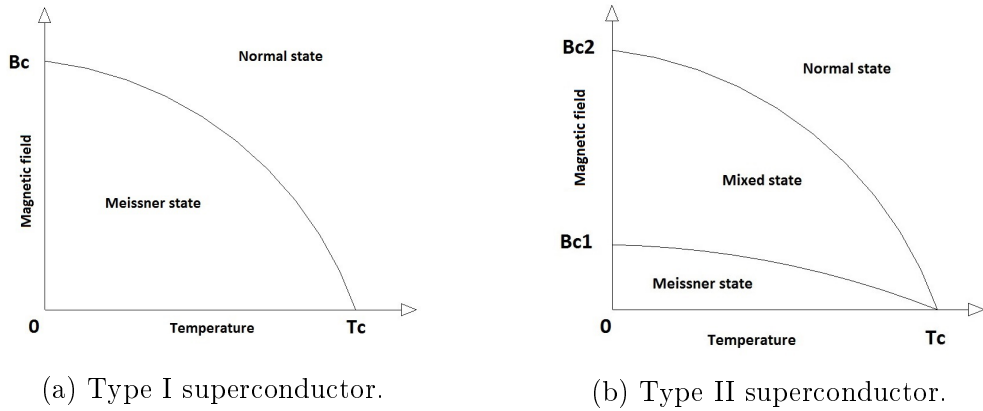 Bc
Normal state
Magnetic field
Meissner state
0
Temperature
Tc
(a) Type I superconductor.
Bc2
Normal state
Magnetic field
Mixed state
Bc1
Meissner state
0
Temperature
Tc
(b) Type II superconductor.